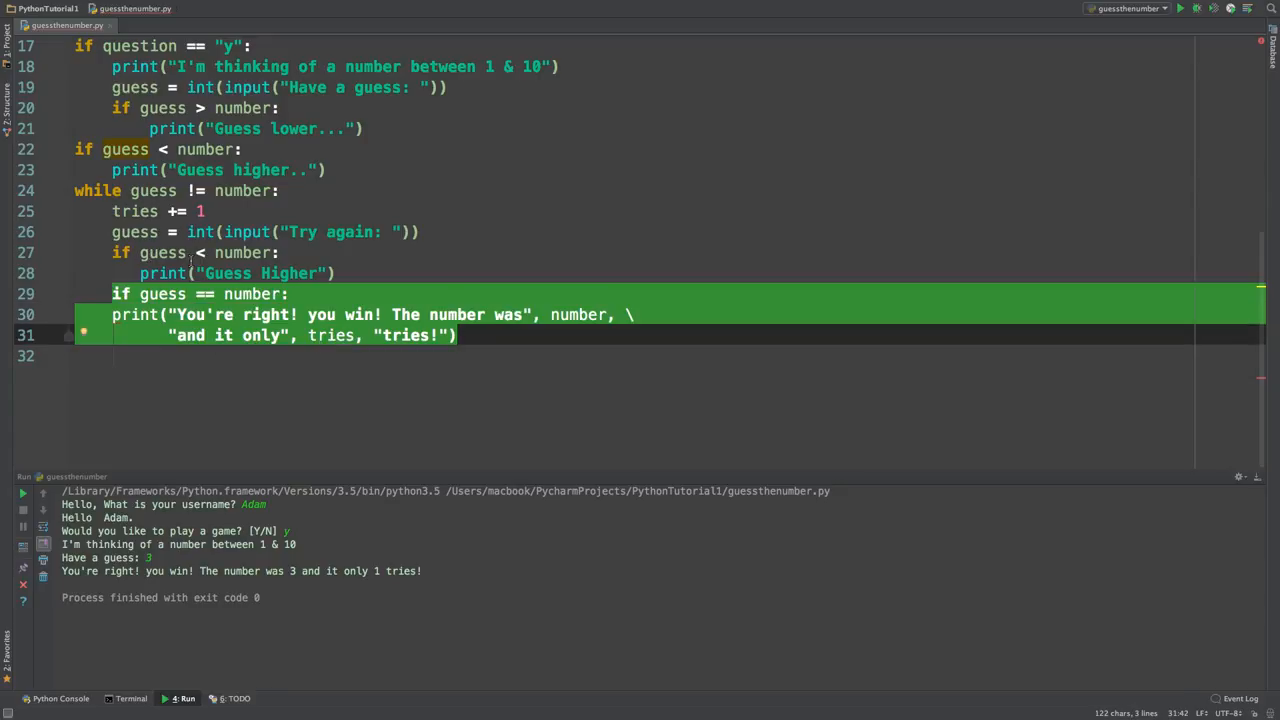 PythonTutorial1 guessthenumber.py guessthenumber
guessthenumber.py
1: Project
Z: Structure
Database
17 if question == "y":
18 print("I'm thinking of a number between 1 & 10")
19 guess = int(input("Have a guess: "))
20 if guess > number:
21 print("Guess lower...")
22 if guess < number:
23 print("Guess higher..")
24 while guess != number:
25 tries += 1
26 guess = int(input("Try again: "))
27 if guess < number:
28 print("Guess Higher")
29 if guess == number:
30 print("You're right! you win! The number was", number, \
31 "and it only", tries, "tries!")
32
Run guessthenumber
/Library/Frameworks/Python.framework/Versions/3.5/bin/python3.5 /Users/macbook/PycharmProjects/PythonTutorial1/guessthenumber.py
Hello, What is your username? Adam
Hello  Adam.
Would you like to play a game? [Y/N] y
I'm thinking of a number between 1 & 10
Have a guess: 3
You're right! you win! The number was 3 and it only 1 tries!
Process finished with exit code 0
2: Favorites
Python Console Terminal 4: Run 6: TODO Event Log
122 chars, 3 lines 31:42 LF÷ UTF-8÷